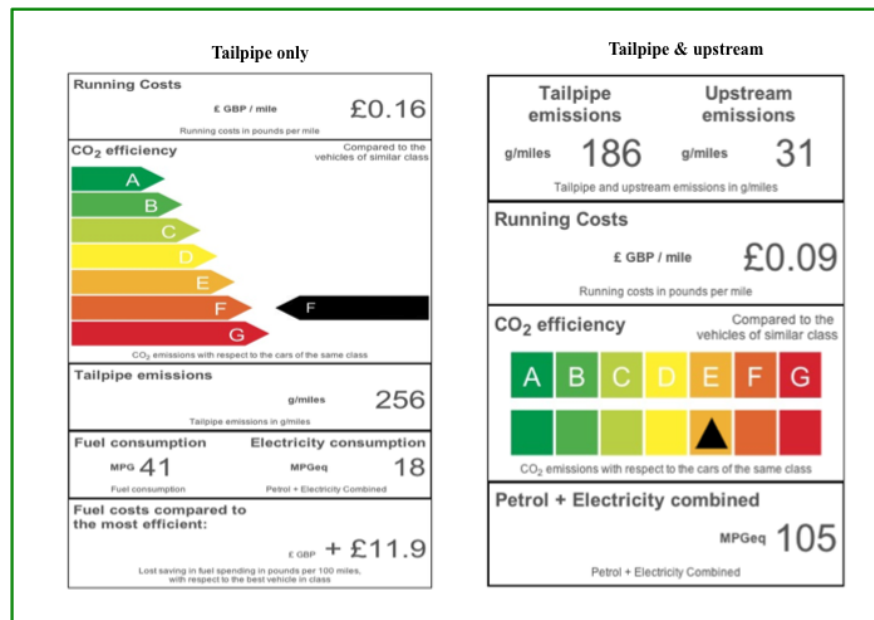 Tailpipe only
Running Costs
£ GBP / mile £0.16
Running costs in pounds per mile
CO₂ efficiency
Compared to the
vehicles of similar class
A
B
C
D
E
F F
G
CO₂ emissions with respect to the cars of the same class
Tailpipe emissions
g/miles 256
Tailpipe emissions in g/miles
Fuel consumption Electricity consumption
MPG 41 MPGeq 18
Fuel consumption Petrol + Electricity Combined
Fuel costs compared to
the most efficient:
£ GBP + £11.9
Lost saving in fuel spending in pounds per 100 miles,
with respect to the best vehicle in class
Tailpipe & upstream
Tailpipe Upstream
emissions emissions
g/miles 186 g/miles 31
Tailpipe and upstream emissions in g/miles
Running Costs
£ GBP / mile £0.09
Running costs in pounds per mile
CO₂ efficiency
Compared to the
vehicles of similar class
A B C D E F G
CO₂ emissions with respect to the cars of the same class
Petrol + Electricity combined
MPGeq 105
Petrol + Electricity Combined